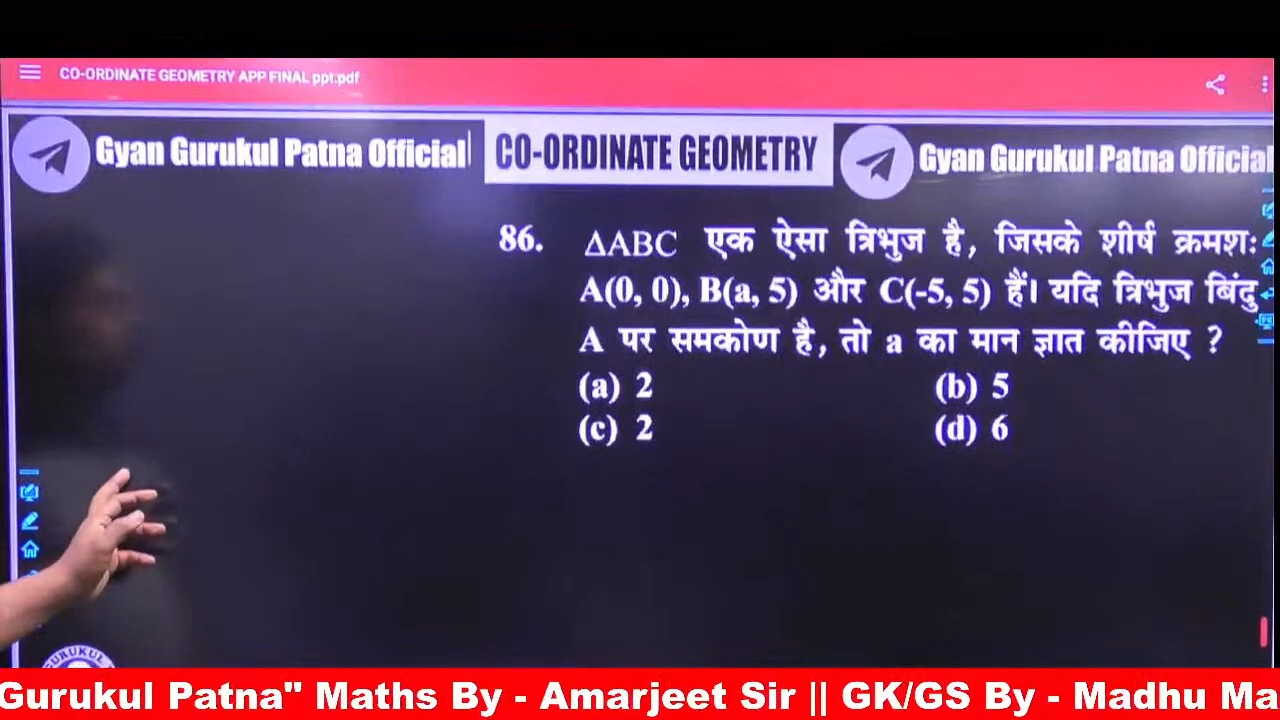 CO-ORDINATE GEOMETRY APP FINAL ppt.pdf
Gyan Gurukul Patna Official
CO-ORDINATE GEOMETRY
Gyan Gurukul Patna Official
86. ΔABC एक ऐसा त्रिभुज है, जिसके शीर्ष क्रमशः
A(0, 0), B(a, 5) और C(-5, 5) हैं। यदि त्रिभुज बिंदु
A पर समकोण है, तो a का मान ज्ञात कीजिए ?
(a) 2 (b) 5
(c) 2 (d) 6
GURUKUL
Gurukul Patna" Maths By - Amarjeet Sir || GK/GS By - Madhu Ma